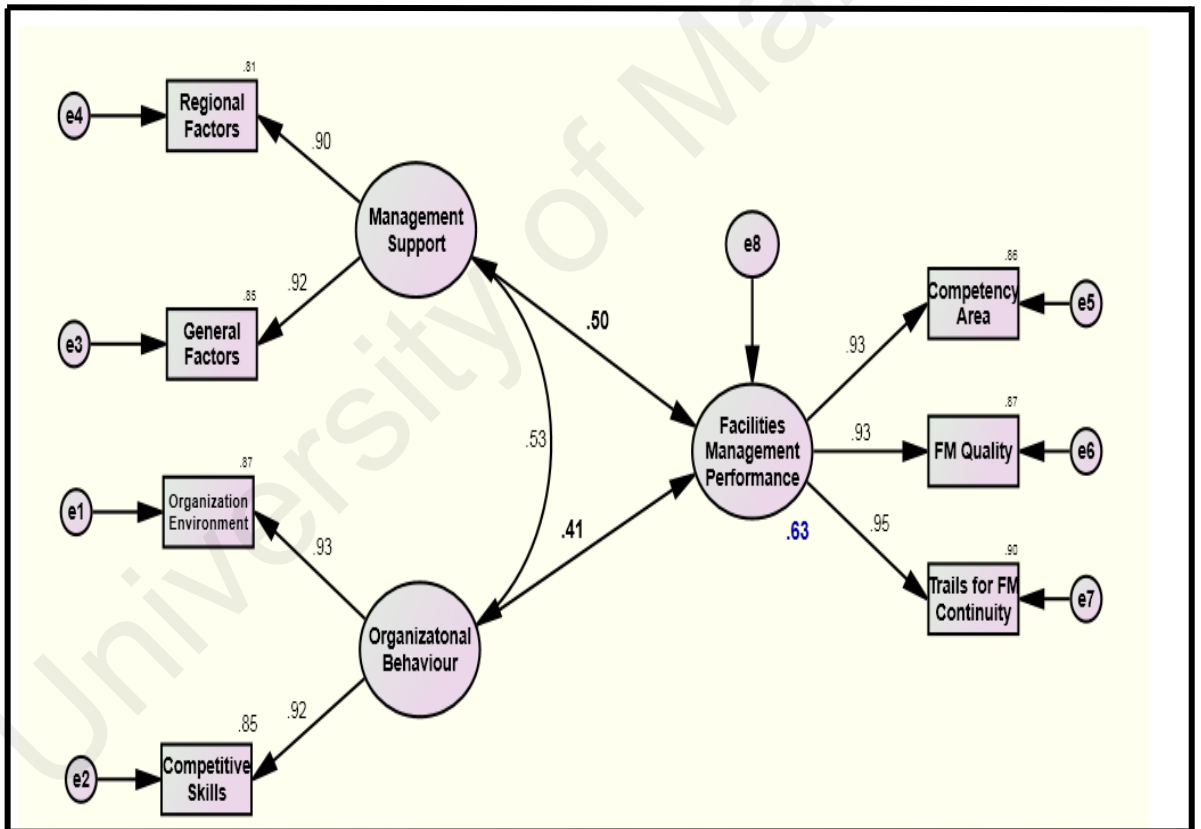 .81
Regional
Factors
e4
.90
Management
Support
.92
.85
General
Factors
e3
e8
.86
Competency
Area
e5
.50
.93
.53
Facilities
Management
Performance
.93
.87
FM Quality
e6
.63
.95
.90
Trails for FM
Continuity
e7
.41
.87
Organization
Environment
e1
.93
Organizatonal
Behaviour
.92
.85
Competitive
Skills
e2
University of Ma